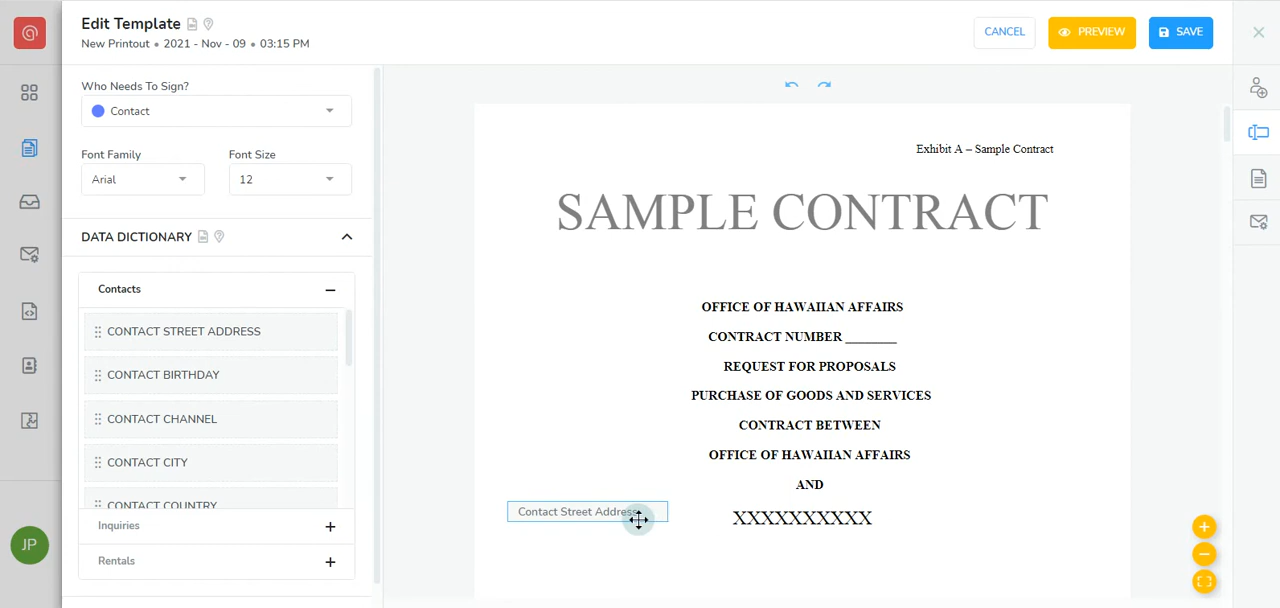 Edit Template
New Printout • 2021 - Nov - 09 • 03:15 PM
CANCEL
PREVIEW
SAVE
Who Needs To Sign?
Contact
Font Family
Font Size
Arial
12
DATA DICTIONARY
Contacts
CONTACT STREET ADDRESS
CONTACT BIRTHDAY
CONTACT CHANNEL
CONTACT CITY
CONTACT COUNTRY
Inquiries
Rentals
JP
Exhibit A – Sample Contract
SAMPLE CONTRACT
OFFICE OF HAWAIIAN AFFAIRS
CONTRACT NUMBER ________
REQUEST FOR PROPOSALS
PURCHASE OF GOODS AND SERVICES
CONTRACT BETWEEN
OFFICE OF HAWAIIAN AFFAIRS
AND
Contact Street Address
XXXXXXXXXX